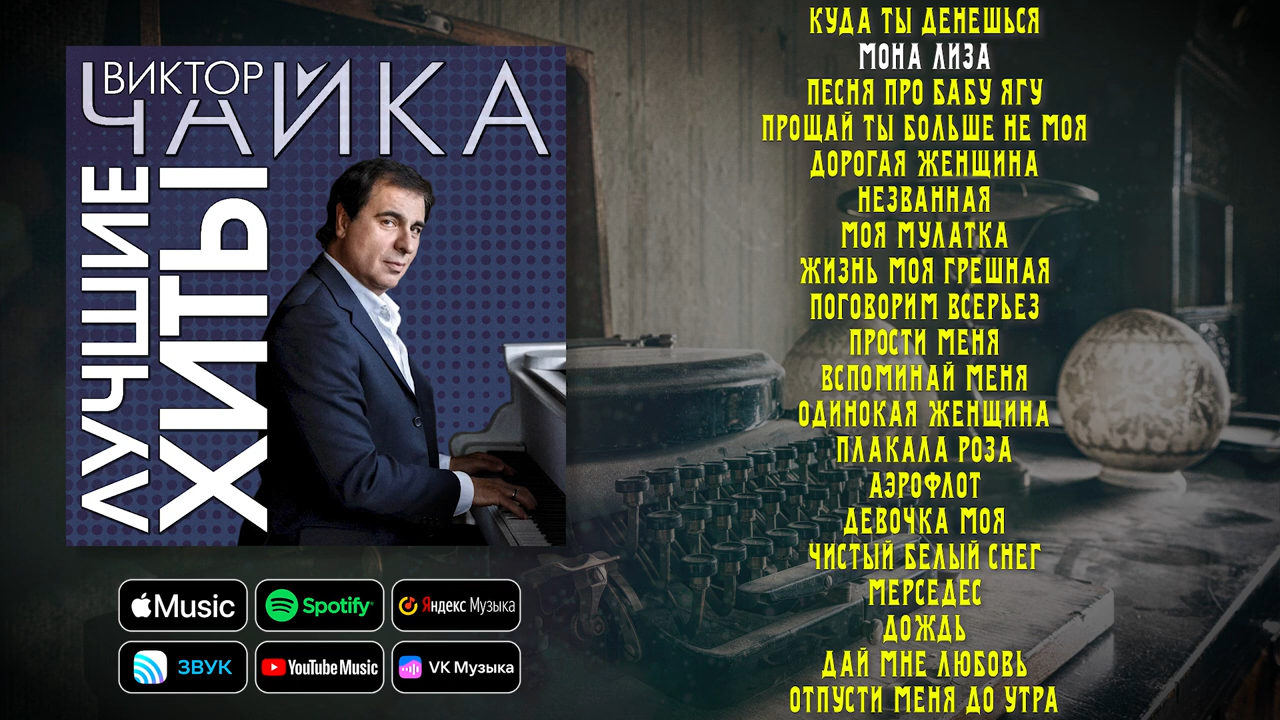 ВИКТОР
ЧАЙКА
ЛУЧШИЕ
ХИТЫ
Music
Spotify
Яндекс Музыка
ЗВУК
YouTube Music
VK Музыка
КУДА ТЫ ДЕНЕШЬСЯ
МОНА ЛИЗА
ПЕСНЯ ПРО БАБУ ЯГУ
ПРОЩАЙ ТЫ БОЛЬШЕ НЕ МОЯ
ДОРОГАЯ ЖЕНЩИНА
НЕЗВАННАЯ
МОЯ МУЛАТКА
ЖИЗНЬ МОЯ ГРЕШНАЯ
ПОГОВОРИМ ВСЕРЬЕЗ
ПРОСТИ МЕНЯ
ВСПОМИНАЙ МЕНЯ
ОДИНОКАЯ ЖЕНЩИНА
ПЛАКАЛА РОЗА
АЭРОФЛОТ
ДЕВОЧКА МОЯ
ЧИСТЫЙ БЕЛЫЙ СНЕГ
МЕРСЕДЕС
ДОЖДЬ
ДАЙ МНЕ ЛЮБОВЬ
ОТПУСТИ МЕНЯ ДО УТРА